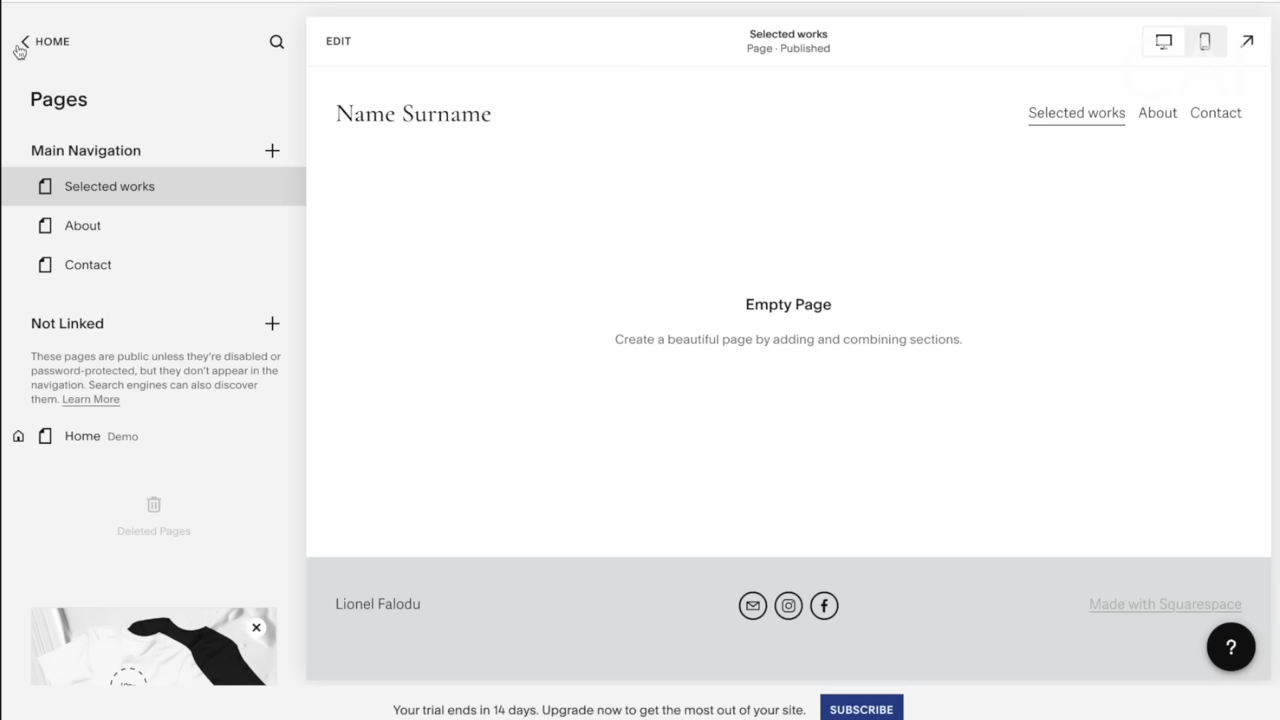 HOME
Pages
Main Navigation
Selected works
About
Contact
Not Linked
These pages are public unless they're disabled or
password-protected, but they don't appear in the
navigation. Search engines can also discover
them. Learn More
Home Demo
Deleted Pages
EDIT
Selected works
Page · Published
Name Surname
Selected works About Contact
Empty Page
Create a beautiful page by adding and combining sections.
Lionel Falodu
Made with Squarespace
?
Your trial ends in 14 days. Upgrade now to get the most out of your site.
SUBSCRIBE